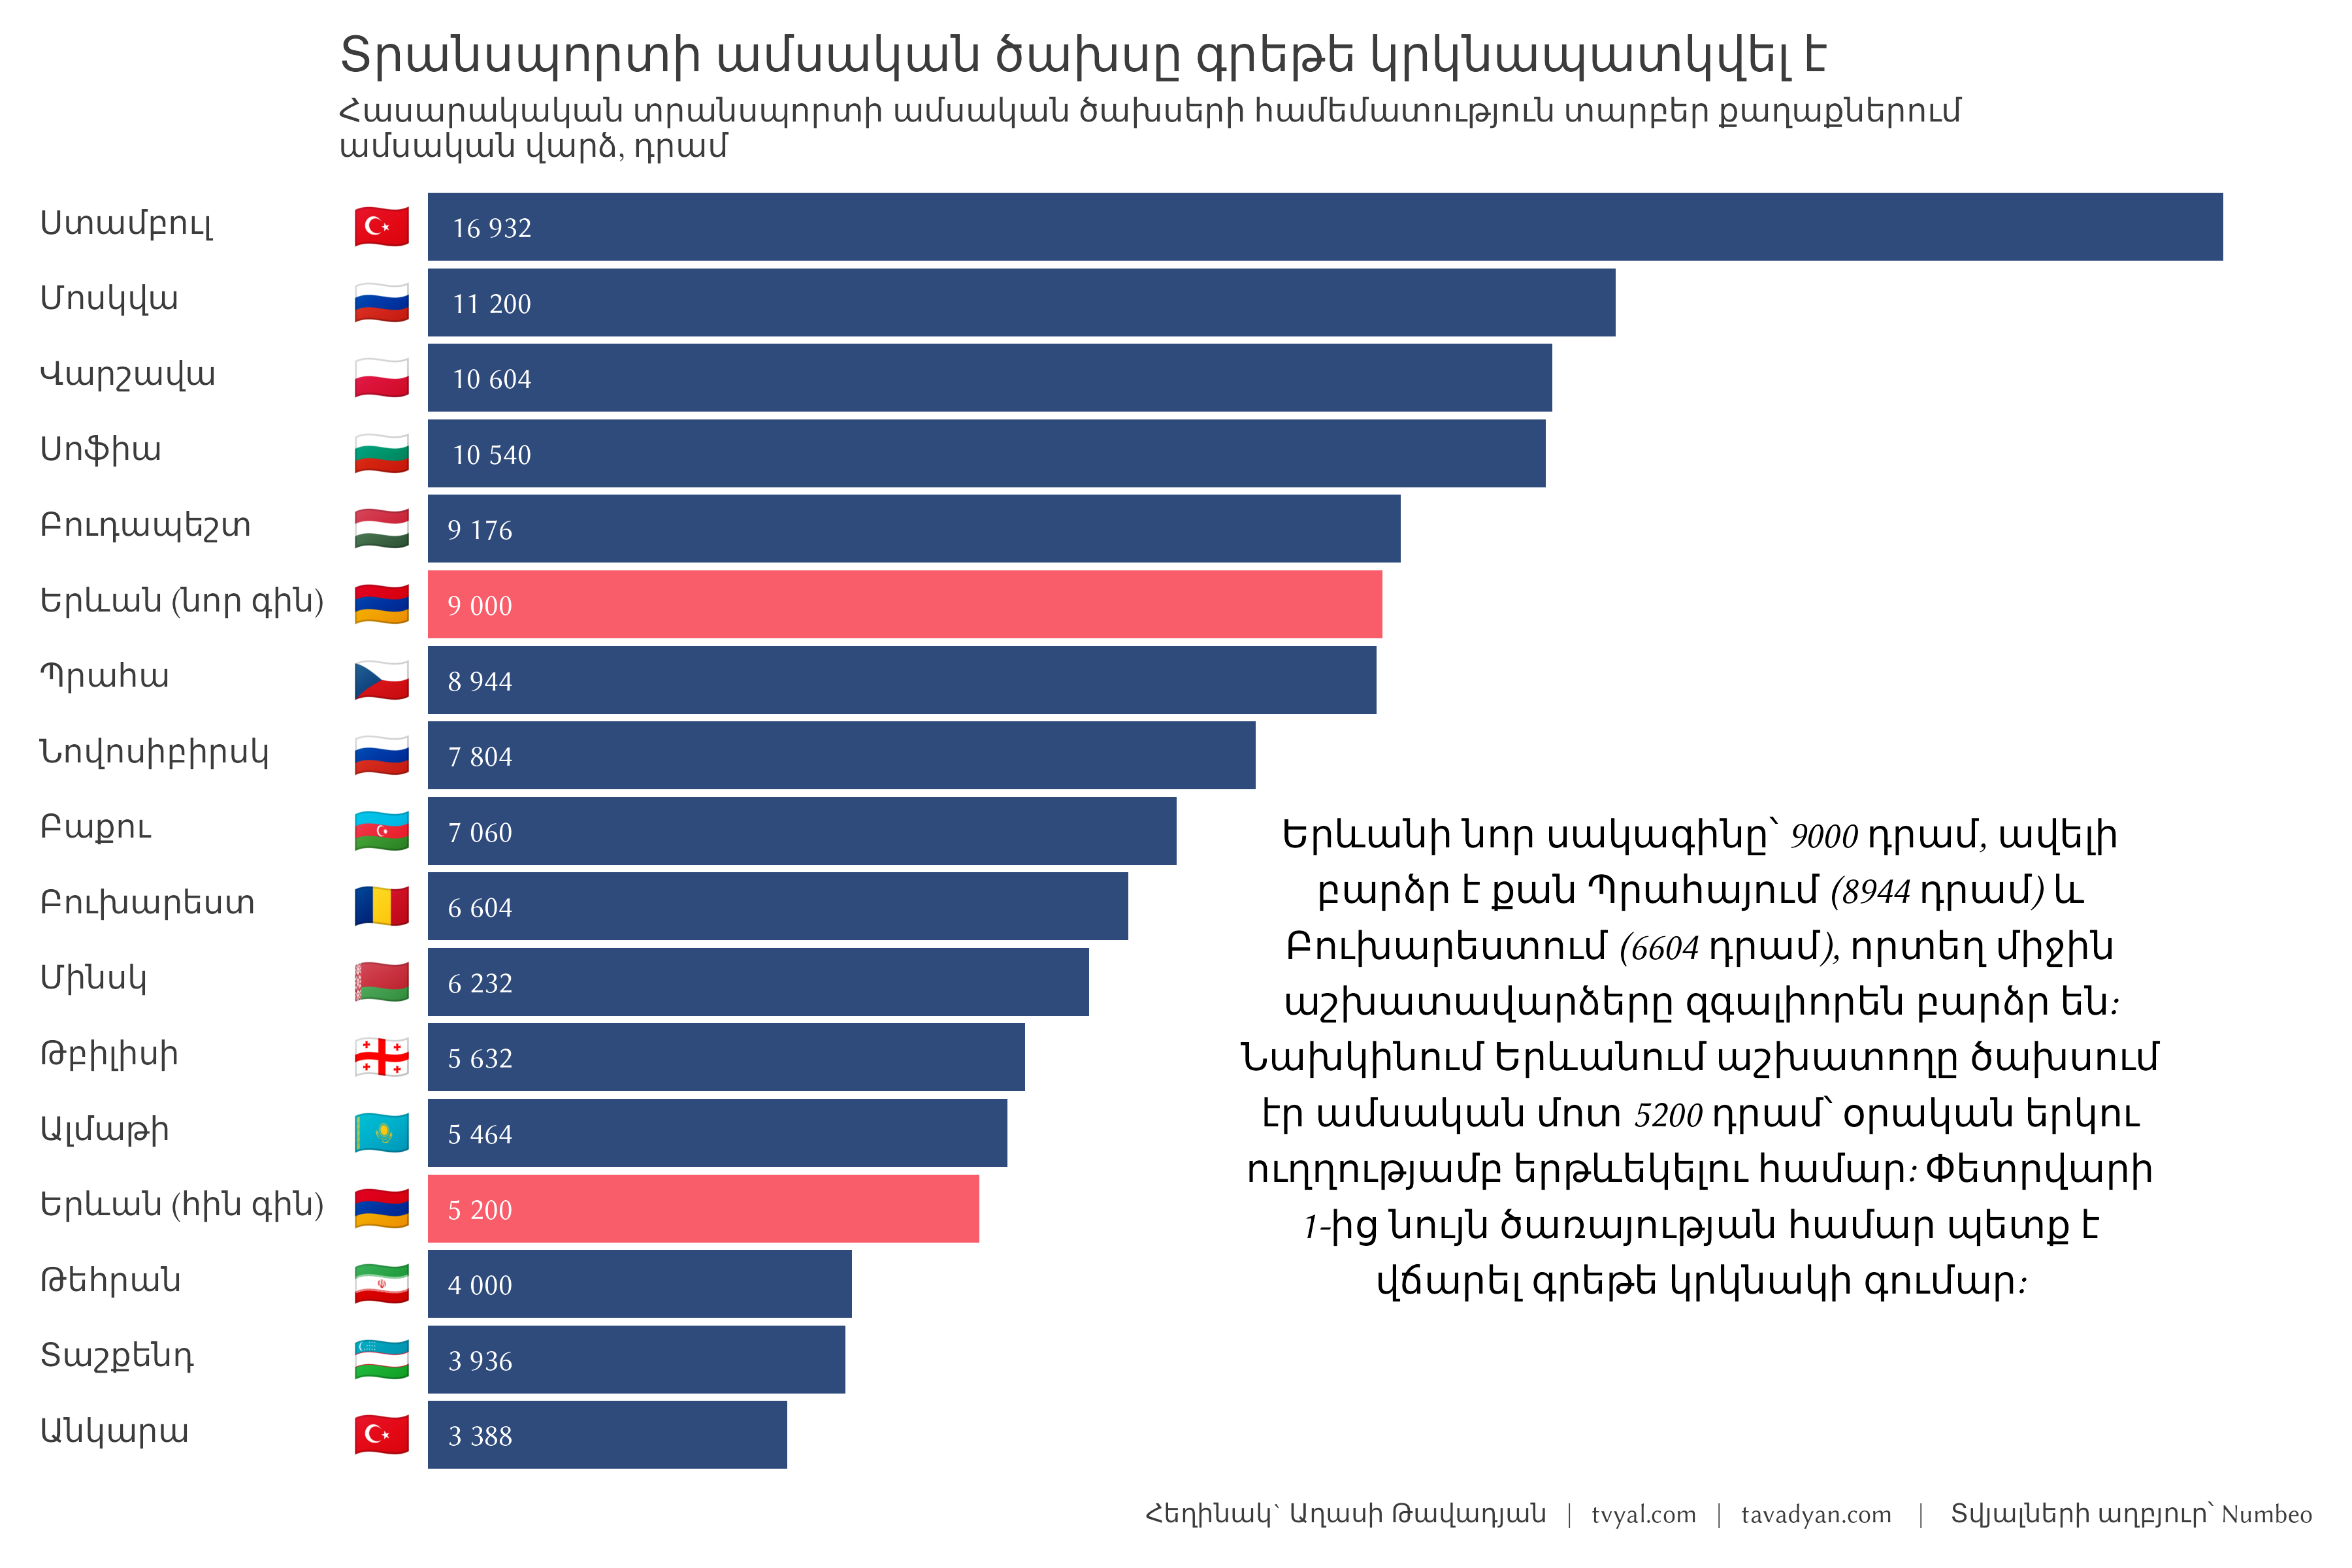 Տրանսպորտի ամսական ծախսը գրեթե կրկնապատկվել է
Հասարակական տրանսպորտի ամսական ծախսերի համեմատություն տարբեր քաղաքներում
ամսական վարձ, դրամ
Ստամբուլ 16 932
Մոսկվա 11 200
Վարշավա 10 604
Սոֆիա 10 540
Բուդապեշտ 9 176
Երևան (նոր գին) 9 000
Պրահա 8 944
Նովոսիբիրսկ 7 804
Բաքու 7 060
Բուխարեստ 6 604
Մինսկ 6 232
Թբիլիսի 5 632
Ալմաթի 5 464
Երևան (հին գին) 5 200
Թեհրան 4 000
Տաշքենդ 3 936
Անկարա 3 388
Երևանի նոր սակագինը՝ 9000 դրամ, ավելի
բարձր է քան Պրահայում (8944 դրամ) և
Բուխարեստում (6604 դրամ), որտեղ միջին
աշխատավարձերը զգալիորեն բարձր են:
Նախկինում Երևանում աշխատողը ծախսում
էր ամսական մոտ 5200 դրամ՝ օրական երկու
ուղղությամբ երթևեկելու համար: Փետրվարի
1-ից նույն ծառայության համար պետք է
վճարել գրեթե կրկնակի գումար:
Հեղինակ` Աղասի Թավադյան | tvyal.com | tavadyan.com | Տվյալների աղբյուր՝ Numbeo